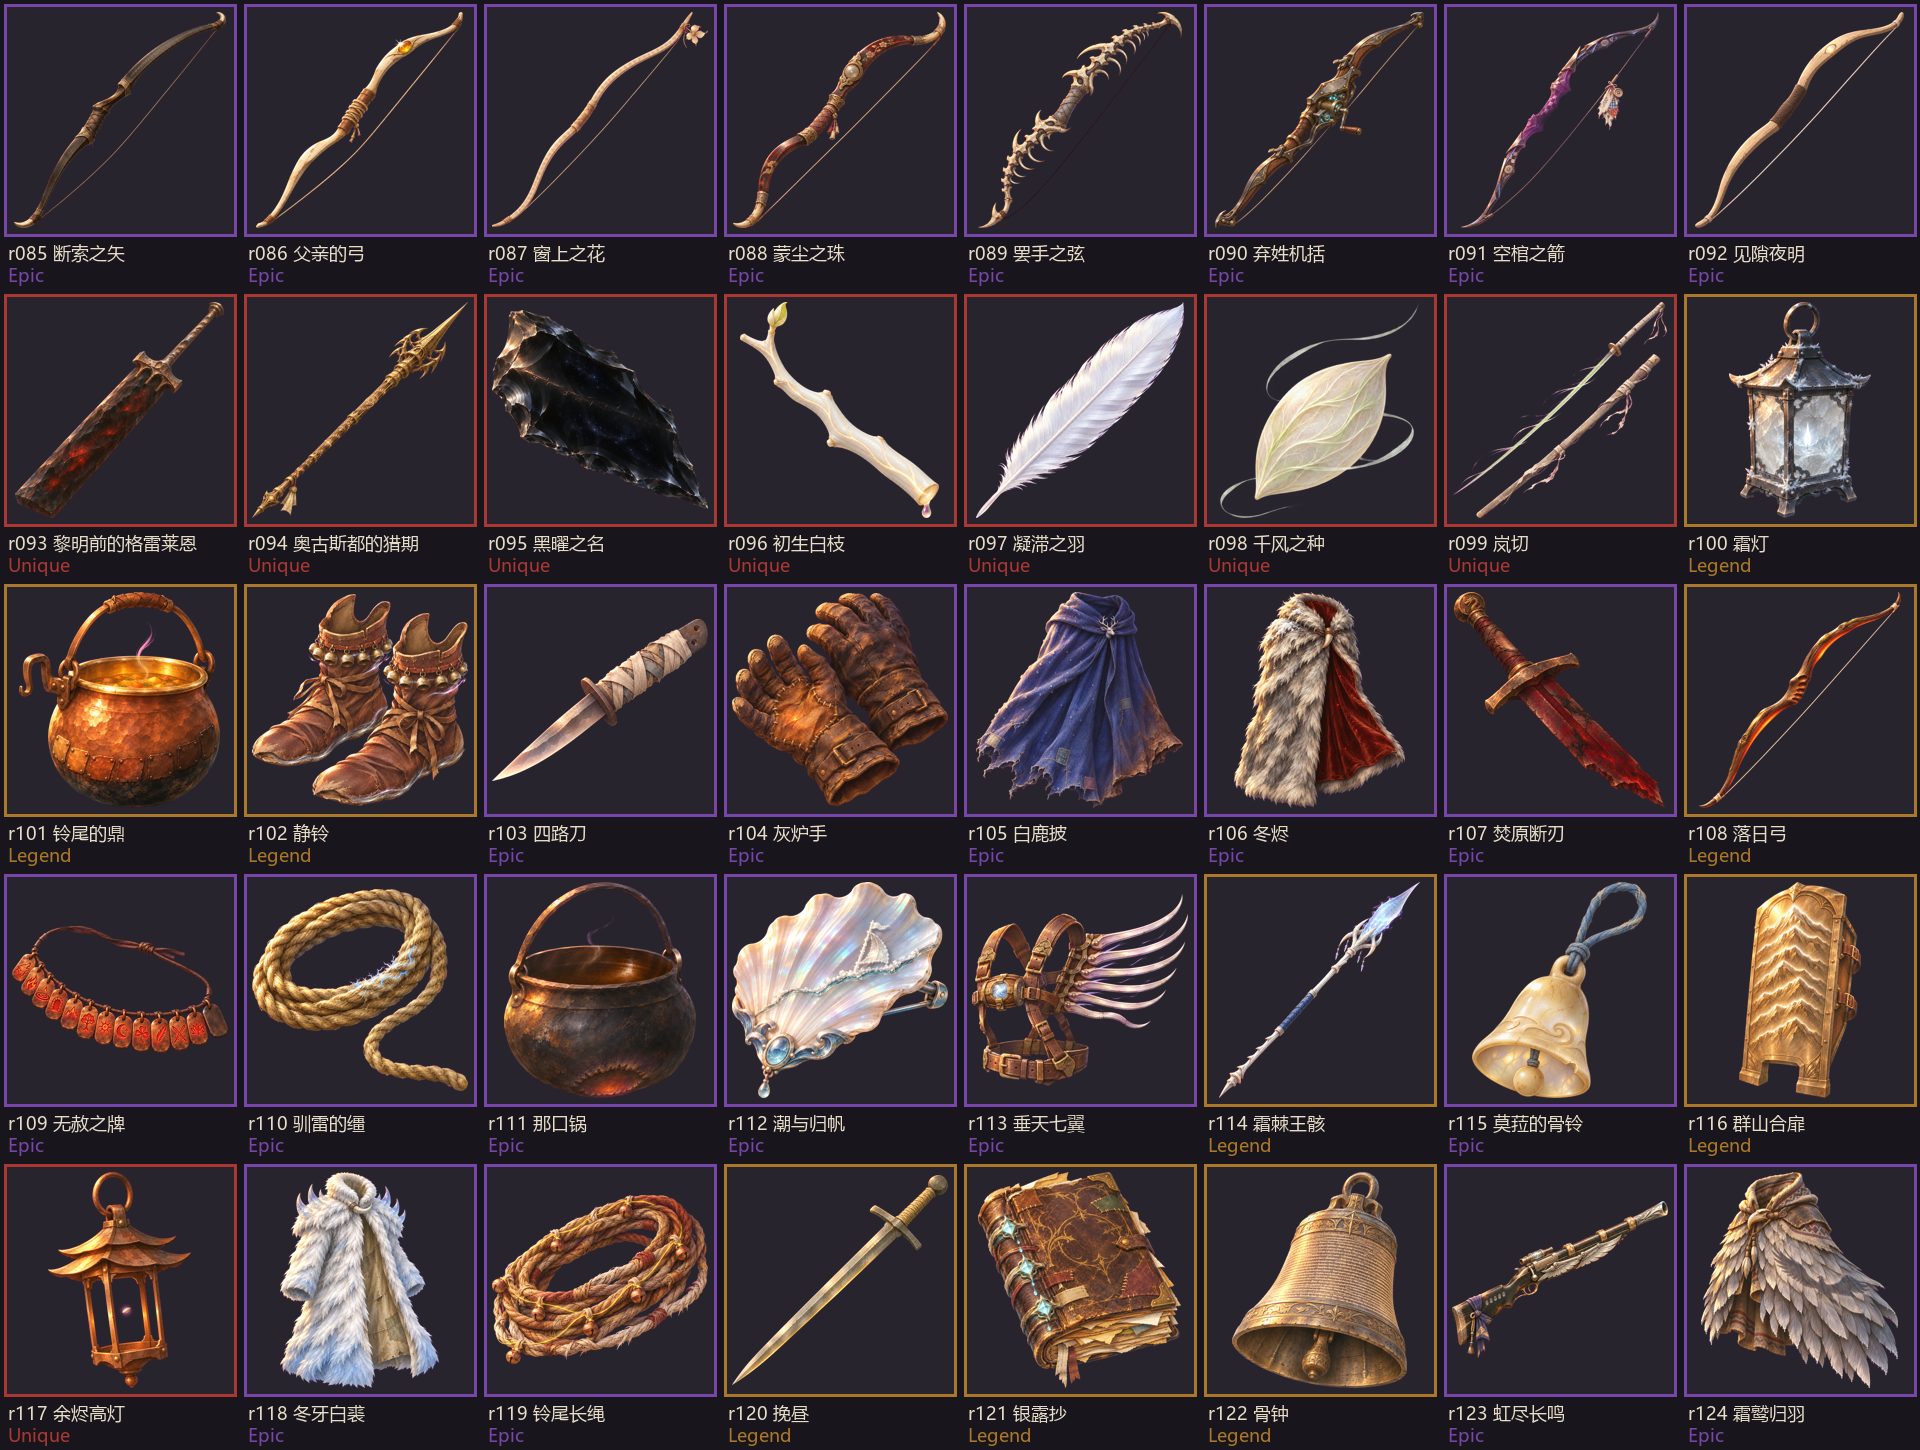 r085 断索之矢
Epic
r086 父亲的弓
Epic
r087 窗上之花
Epic
r088 蒙尘之珠
Epic
r089 罢手之弦
Epic
r090 弃姓机括
Epic
r091 空棺之箭
Epic
r092 见隙夜明
Epic
r093 黎明前的格雷莱恩
Unique
r094 奥古斯都的猎期
Unique
r095 黑曜之名
Unique
r096 初生白枝
Unique
r097 凝滞之羽
Unique
r098 千风之种
Unique
r099 岚切
Unique
r100 霜灯
Legend
r101 铃尾的鼎
Legend
r102 静铃
Legend
r103 四路刀
Epic
r104 灰炉手
Epic
r105 白鹿披
Epic
r106 冬烬
Epic
r107 焚原断刃
Epic
r108 落日弓
Legend
r109 无赦之牌
Epic
r110 驯雷的缰
Epic
r111 那口锅
Epic
r112 潮与归帆
Epic
r113 垂天七翼
Epic
r114 霜棘王骸
Legend
r115 莫菈的骨铃
Epic
r116 群山合扉
Legend
r117 余烬高灯
Unique
r118 冬牙白裘
Epic
r119 铃尾长绳
Epic
r120 挽昼
Legend
r121 银露抄
Legend
r122 骨钟
Legend
r123 虹尽长鸣
Epic
r124 霜鹫归羽
Epic